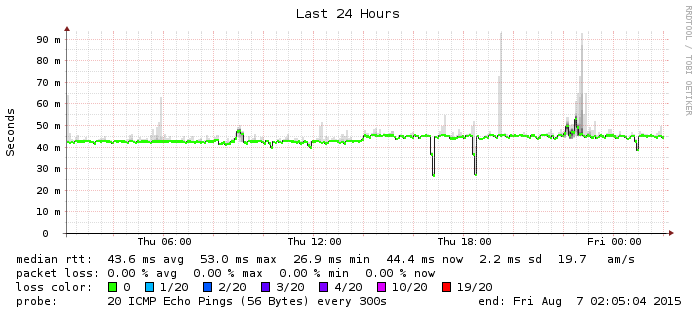 Last 24 Hours
RRDTOOL / TOBI OETIKER
Seconds
90 m
80 m
70 m
60 m
50 m
40 m
30 m
20 m
10 m
0
Thu 06:00 Thu 12:00 Thu 18:00 Fri 00:00
median rtt: 43.6 ms avg 53.0 ms max 26.9 ms min 44.4 ms now 2.2 ms sd 19.7 am/s
packet loss: 0.00 % avg 0.00 % max 0.00 % min 0.00 % now
loss color: 0 1/20 2/20 3/20 4/20 10/20 19/20
probe: 20 ICMP Echo Pings (56 Bytes) every 300s end: Fri Aug 7 02:05:04 2015